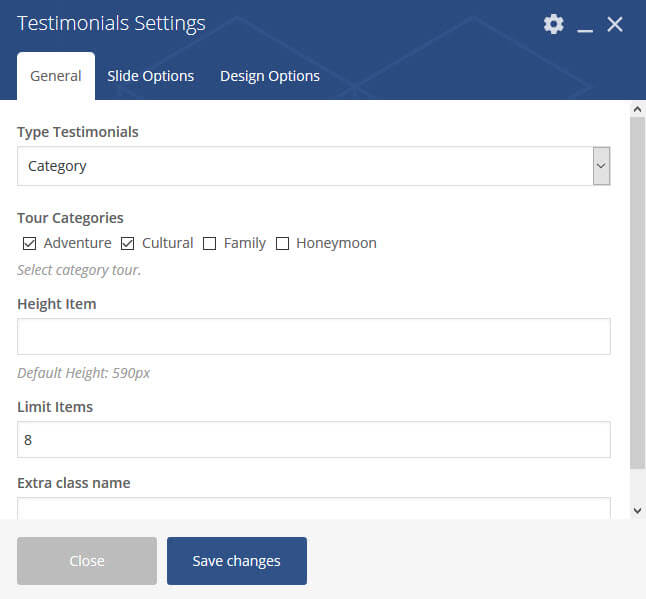 Testimonials Settings
General Slide Options Design Options
Type Testimonials
Category
Tour Categories
Adventure Cultural Family Honeymoon
Select category tour.
Height Item
Default Height: 590px
Limit Items
8
Extra class name
Close Save changes